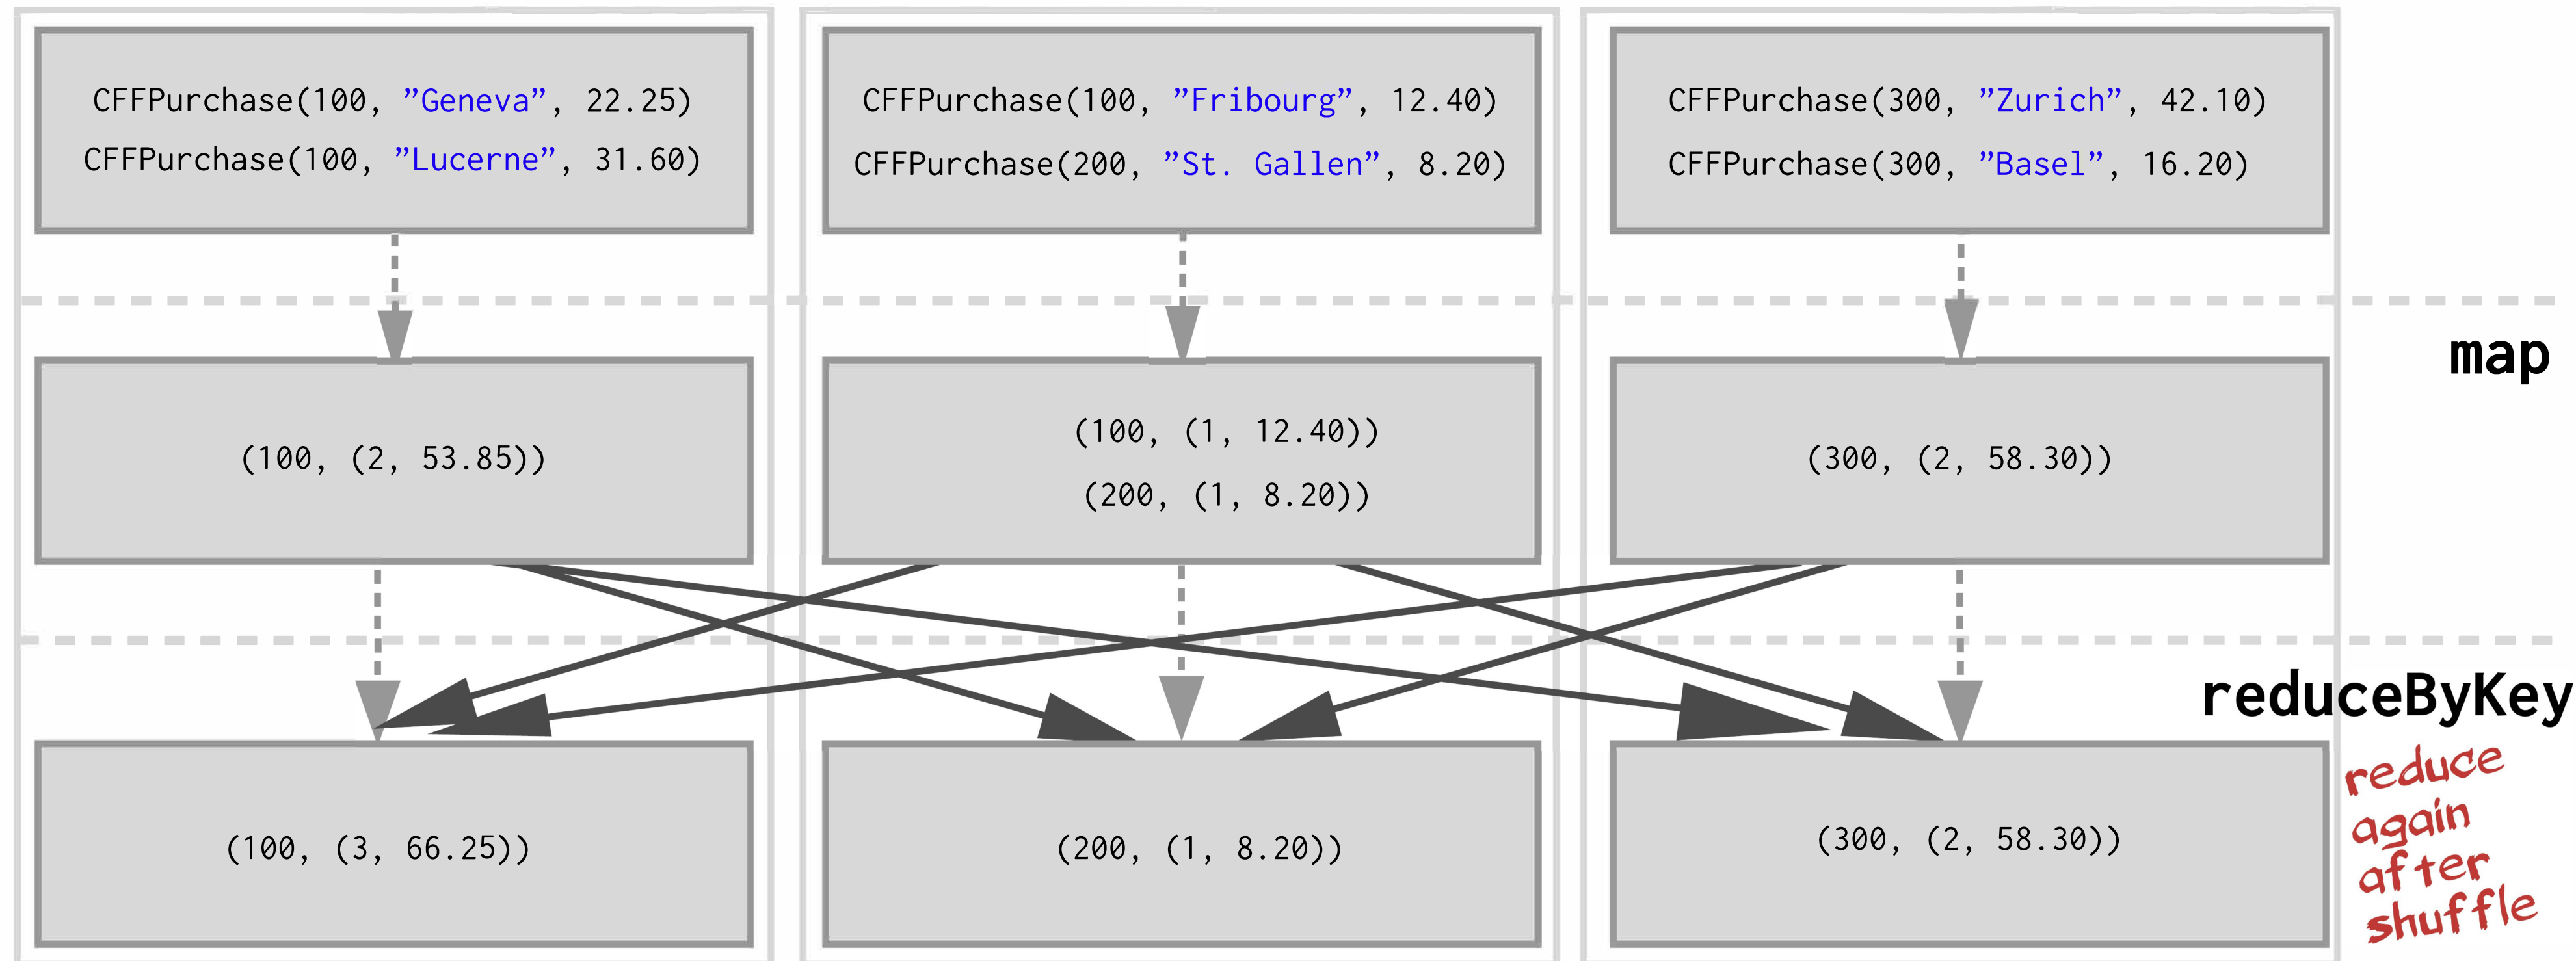 CFFPurchase(100, ”Geneva”, 22.25)
CFFPurchase(100, ”Lucerne”, 31.60)
CFFPurchase(100, ”Fribourg”, 12.40)
CFFPurchase(200, ”St. Gallen”, 8.20)
CFFPurchase(300, ”Zurich”, 42.10)
CFFPurchase(300, ”Basel”, 16.20)
map
(100, (2, 53.85))
(100, (1, 12.40))
(200, (1, 8.20))
(300, (2, 58.30))
reduceByKey
(100, (3, 66.25))
(200, (1, 8.20))
(300, (2, 58.30))
reduce
again
after
shuffle